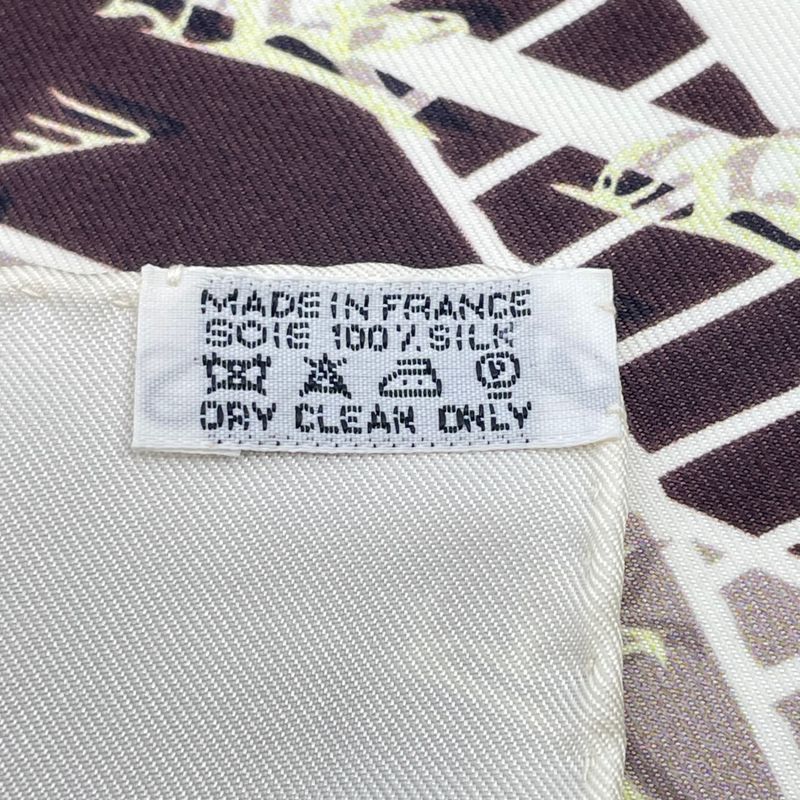 MADE IN FRANCE
SOIE 100% SILK
P
DRY CLEAN ONLY